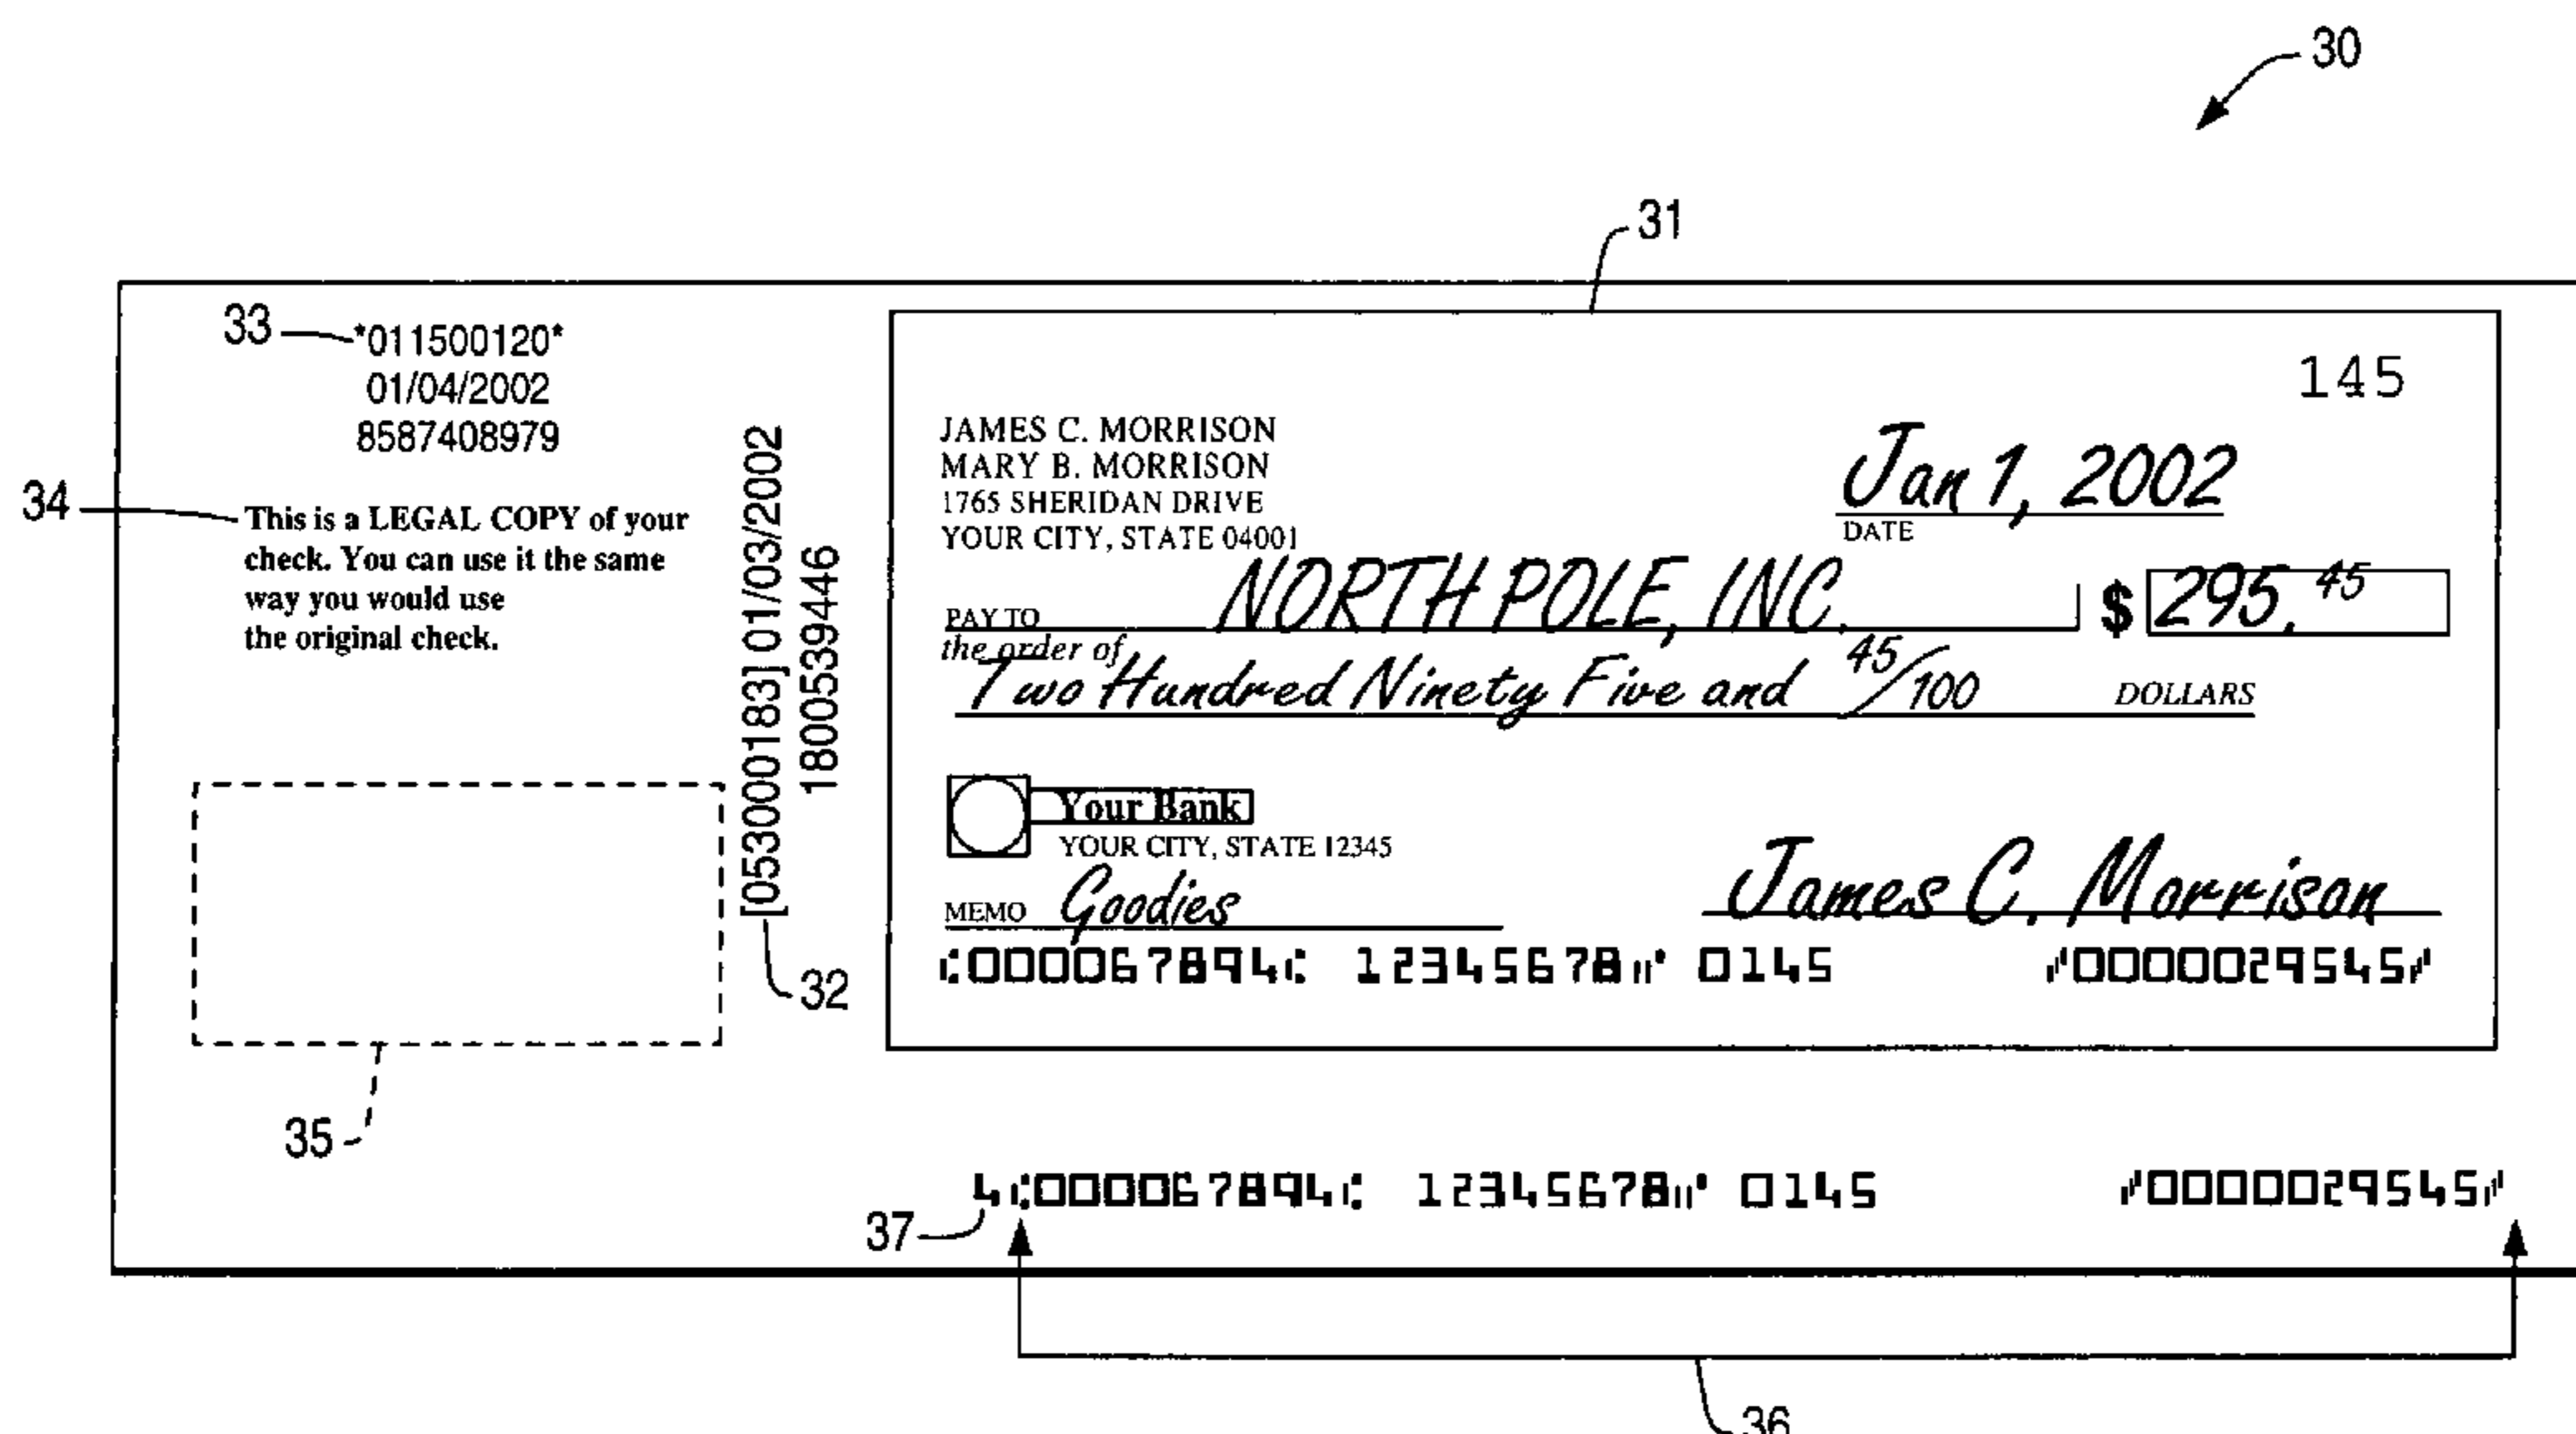 30
31
33
*011500120*
01/04/2002
8587408979
34
This is a LEGAL COPY of your
check. You can use it the same
way you would use
the original check.
[053000183] 01/03/2002
1800539446
32
35
145
JAMES C. MORRISON
MARY B. MORRISON
1765 SHERIDAN DRIVE
YOUR CITY, STATE 04001
Jan 1, 2002
DATE
PAY TO
the order of
NORTH POLE, INC.
$ 295.45
Two Hundred Ninety Five and 45/100 DOLLARS
Your Bank
YOUR CITY, STATE 12345
MEMO Goodies
James C. Morrison
⑆000067894⑆ 12345678⑈ 0145 ⑇0000029545⑇
37
4⑆000067894⑆ 12345678⑈ 0145 ⑇0000029545⑇
36